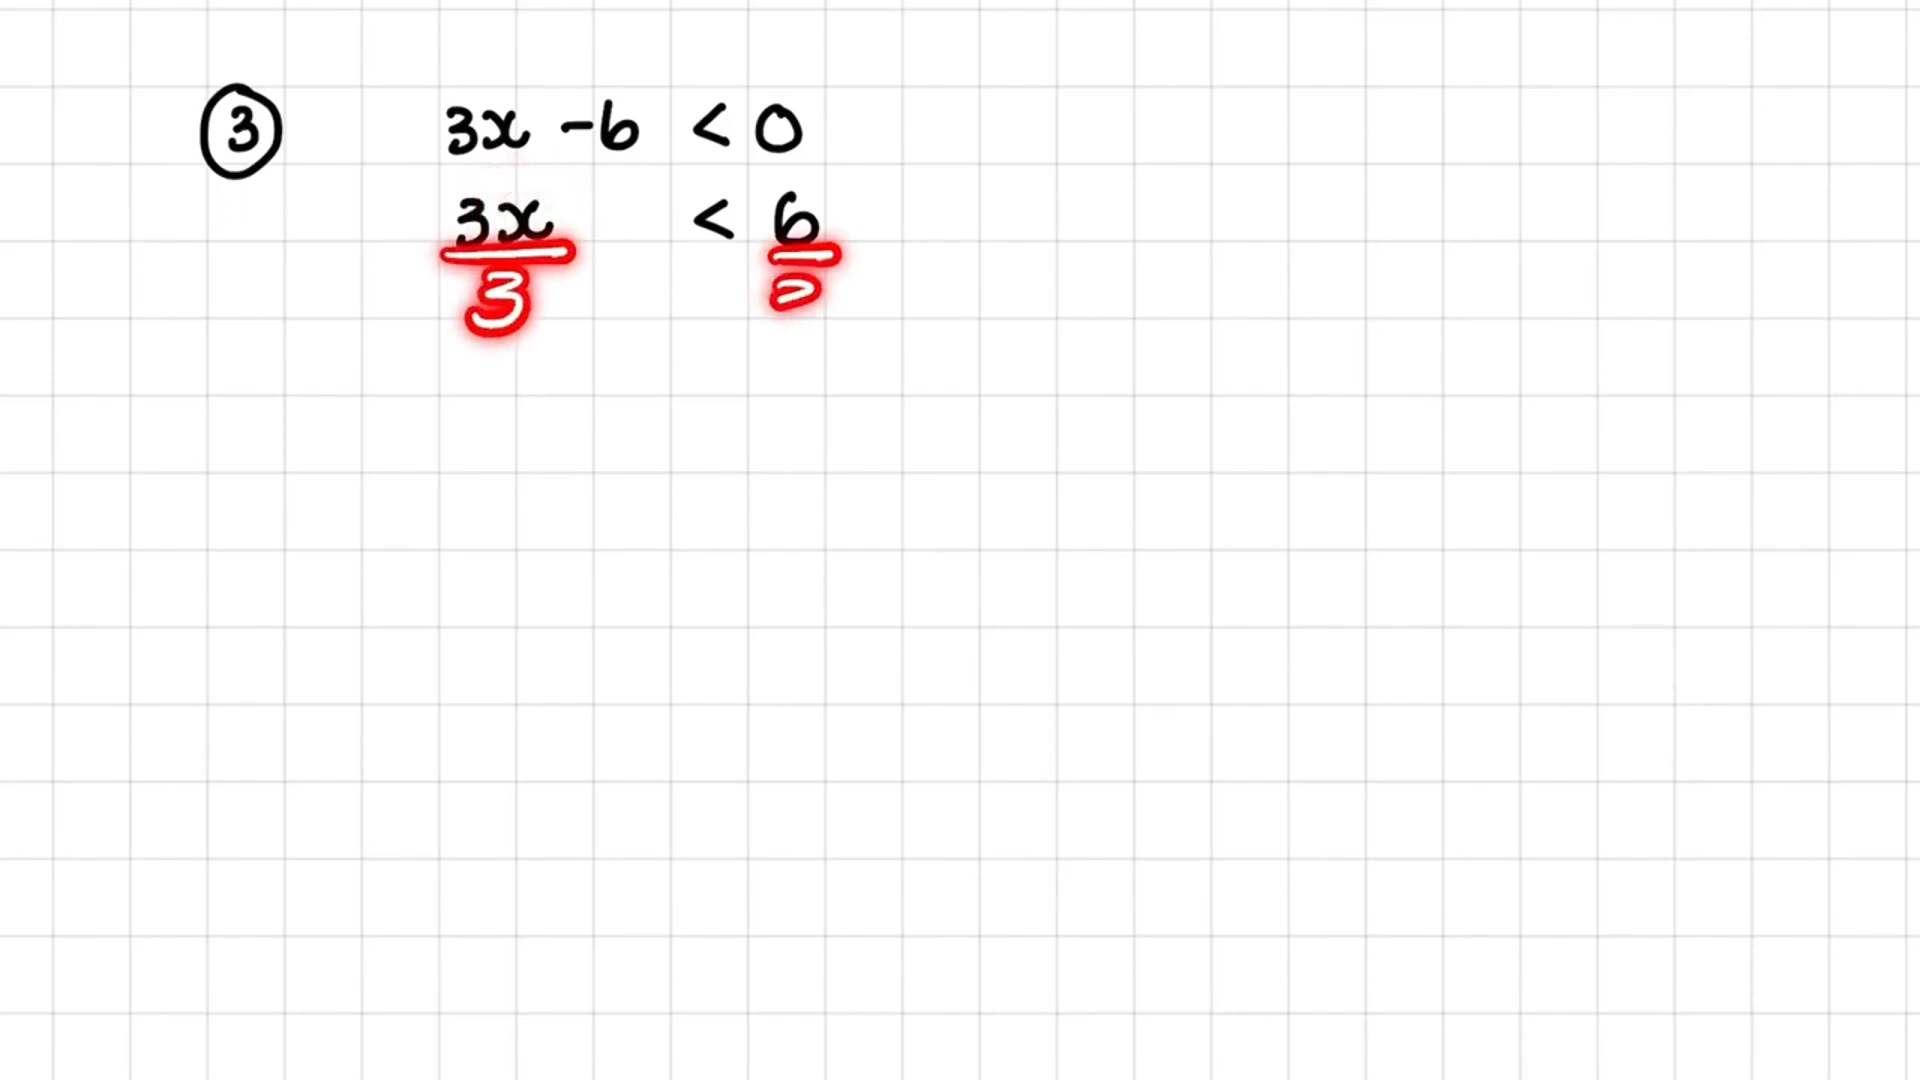 ③ 3x - 6 < 0
3x < 6
3